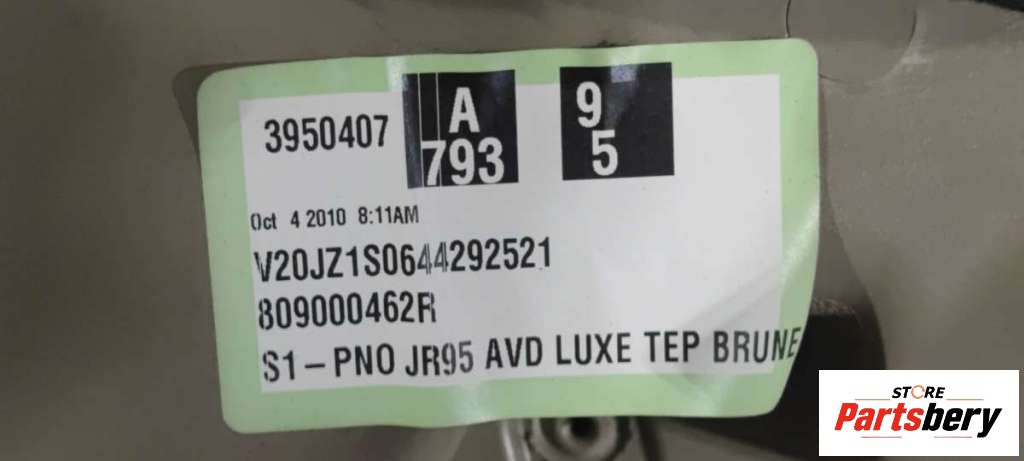 3950407
A
793
9
5
Oct 4 2010 8:11AM
V20JZ1S0644292521
809000462R
S1-PNO JR95 AVD LUXE TEP BRUNE
STORE
Partsbery